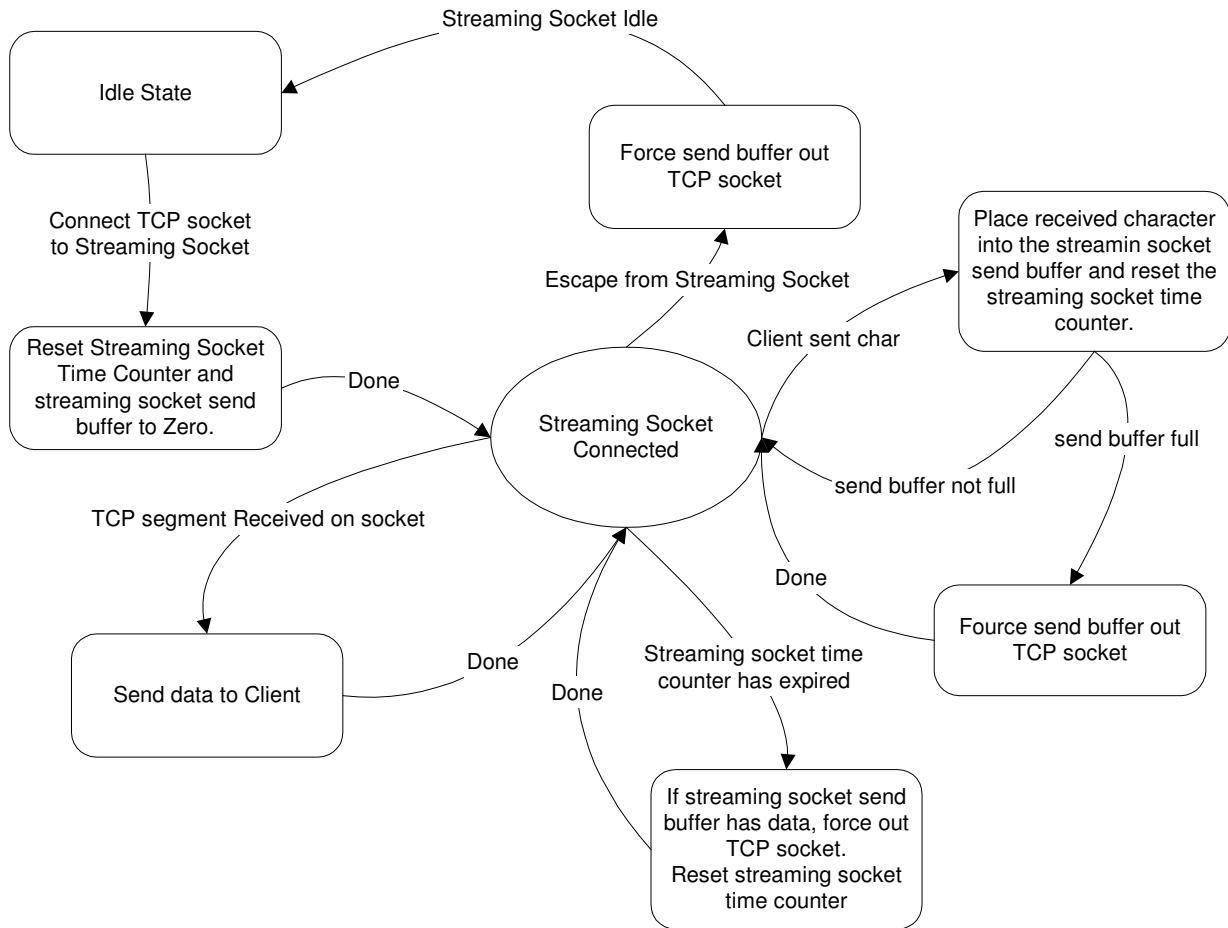 Streaming Socket Idle
Idle State
Force send buffer out
TCP socket
Connect TCP socket
to Streaming Socket
Place received character
into the streamin socket
send buffer and reset the
streaming socket time
counter.
Escape from Streaming Socket
Client sent char
Reset Streaming Socket
Time Counter and
streaming socket send
buffer to Zero.
Done
Streaming Socket
Connected
send buffer full
send buffer not full
TCP segment Received on socket
Done
Fource send buffer out
TCP socket
Streaming socket time
counter has expired
Done
Done
Send data to Client
If streaming socket send
buffer has data, force out
TCP socket.
Reset streaming socket
time counter